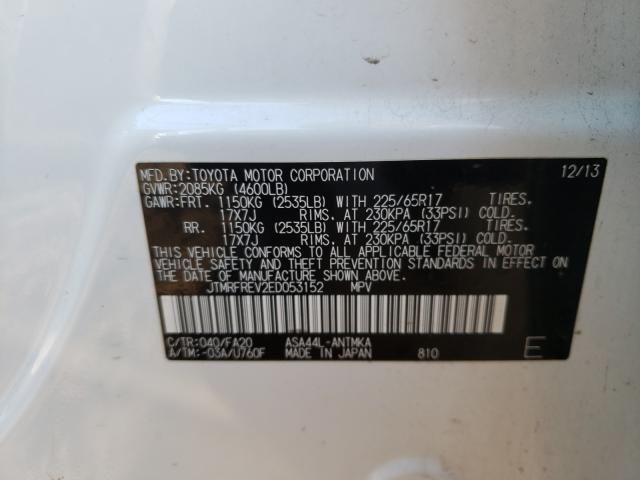 MFD.BY:TOYOTA MOTOR CORPORATION 12/13
GVWR:2085KG (4600LB)
GAWR:FRT. 1150KG (2535LB) WITH 225/65R17 TIRES.
17X7J RIMS. AT 230KPA (33PSI) COLD.
RR. 1150KG (2535LB) WITH 225/65R17 TIRES.
17X7J RIMS. AT 230KPA (33PSI) COLD.
THIS VEHICLE CONFORMS TO ALL APPLICABLE FEDERAL MOTOR
VEHICLE SAFETY AND THEFT PREVENTION STANDARDS IN EFFECT ON
THE DATE OF MANUFACTURE SHOWN ABOVE.
JTMRFREV2ED053152 MPV
C/TR:040/FA20 ASA44L-ANTMKA
A/TM:-03A/U760F MADE IN JAPAN 810 E